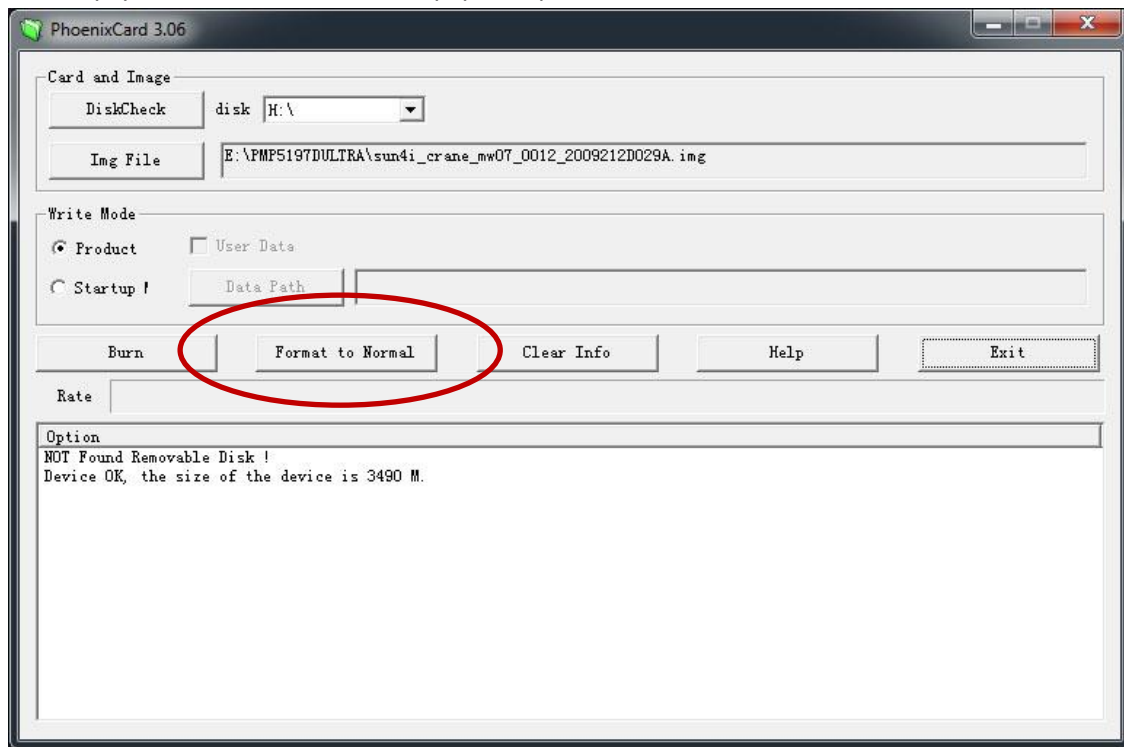 PhoenixCard 3.06
Card and Image
DiskCheck disk H:\
Img File E:\PMP5197DULTRA\sun4i_crane_mw07_0012_2009212D029A.img
Write Mode
Product User Data
Startup ! Data Path
Burn Format to Normal Clear Info Help Exit
Rate
Option
NOT Found Removable Disk !
Device OK, the size of the device is 3490 M.